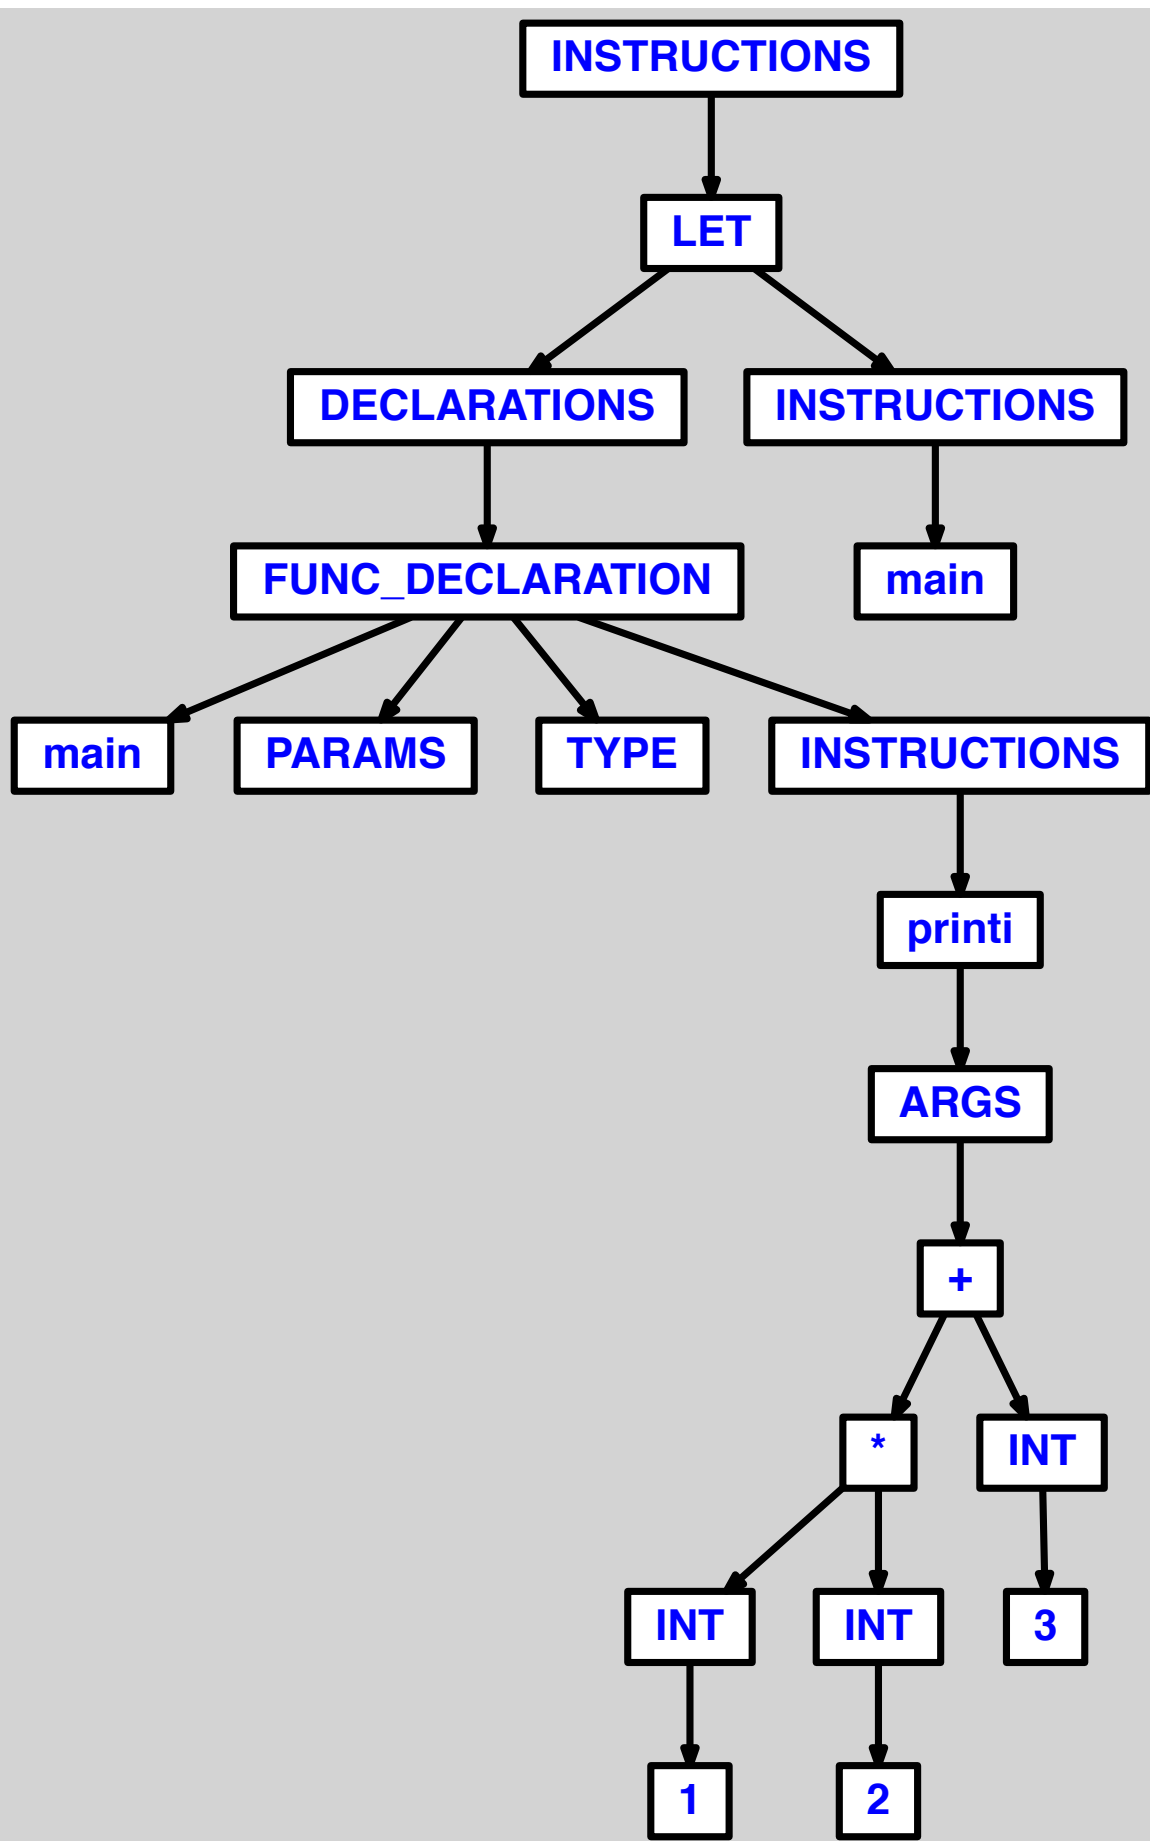 INSTRUCTIONS
LET
DECLARATIONS
INSTRUCTIONS
FUNC_DECLARATION
main
main
PARAMS
TYPE
INSTRUCTIONS
printi
ARGS
+
*
INT
INT
INT
3
1
2